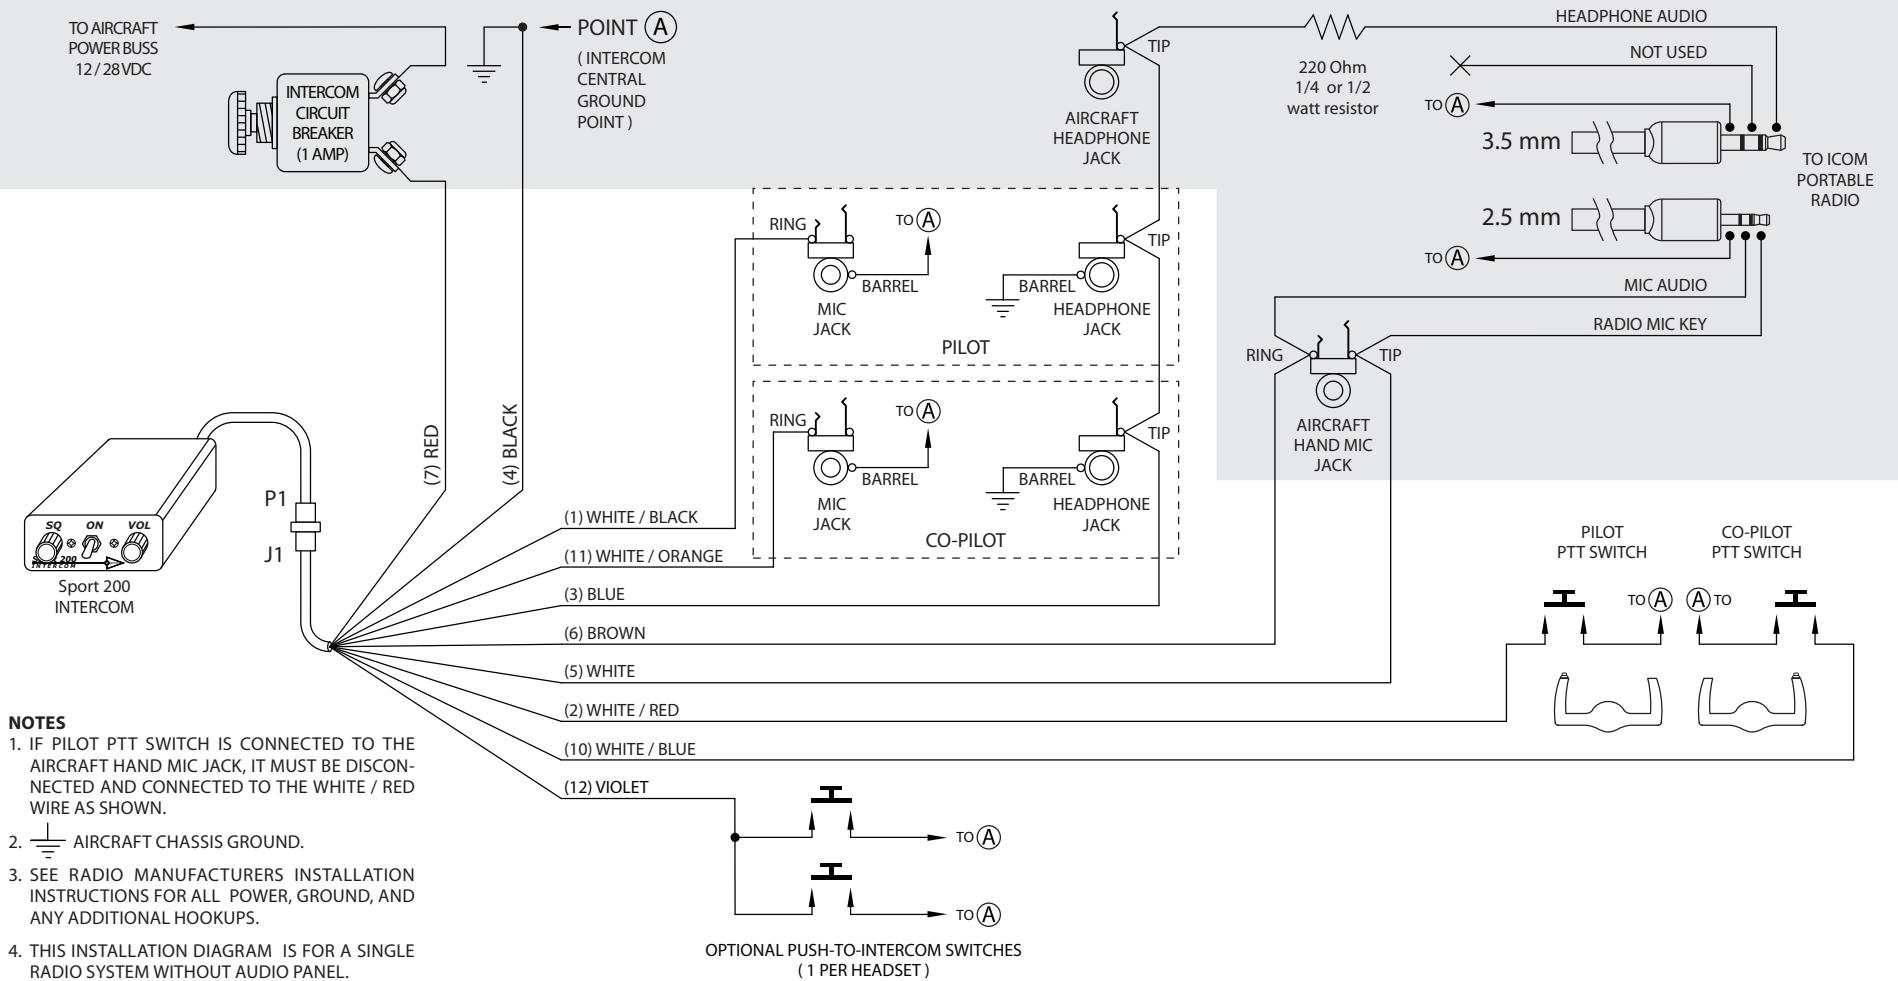 TO AIRCRAFT
POWER BUSS
12 / 28 VDC
INTERCOM
CIRCUIT
BREAKER
(1 AMP)
POINT A
( INTERCOM
CENTRAL
GROUND
POINT )
TIP
AIRCRAFT
HEADPHONE
JACK
220 Ohm
1/4 or 1/2
watt resistor
HEADPHONE AUDIO
NOT USED
TO A
3.5 mm
TO ICOM
PORTABLE
RADIO
2.5 mm
TO A
MIC AUDIO
RADIO MIC KEY
RING
TIP
AIRCRAFT
HAND MIC
JACK
RING
TO A
BARREL
MIC
JACK
TIP
BARREL
HEADPHONE
JACK
PILOT
RING
TO A
BARREL
MIC
JACK
TIP
BARREL
HEADPHONE
JACK
CO-PILOT
(7) RED
(4) BLACK
P1
J1
SQ ON VOL
INTERCOM
Sport 200
INTERCOM
(1) WHITE / BLACK
(11) WHITE / ORANGE
(3) BLUE
(6) BROWN
(5) WHITE
(2) WHITE / RED
(10) WHITE / BLUE
(12) VIOLET
PILOT
PTT SWITCH
CO-PILOT
PTT SWITCH
TO A
A TO
TO A
TO A
OPTIONAL PUSH-TO-INTERCOM SWITCHES
( 1 PER HEADSET )
NOTES
1. IF PILOT PTT SWITCH IS CONNECTED TO THE
AIRCRAFT HAND MIC JACK, IT MUST BE DISCON-
NECTED AND CONNECTED TO THE WHITE / RED
WIRE AS SHOWN.
2. AIRCRAFT CHASSIS GROUND.
3. SEE RADIO MANUFACTURERS INSTALLATION
INSTRUCTIONS FOR ALL POWER, GROUND, AND
ANY ADDITIONAL HOOKUPS.
4. THIS INSTALLATION DIAGRAM IS FOR A SINGLE
RADIO SYSTEM WITHOUT AUDIO PANEL.